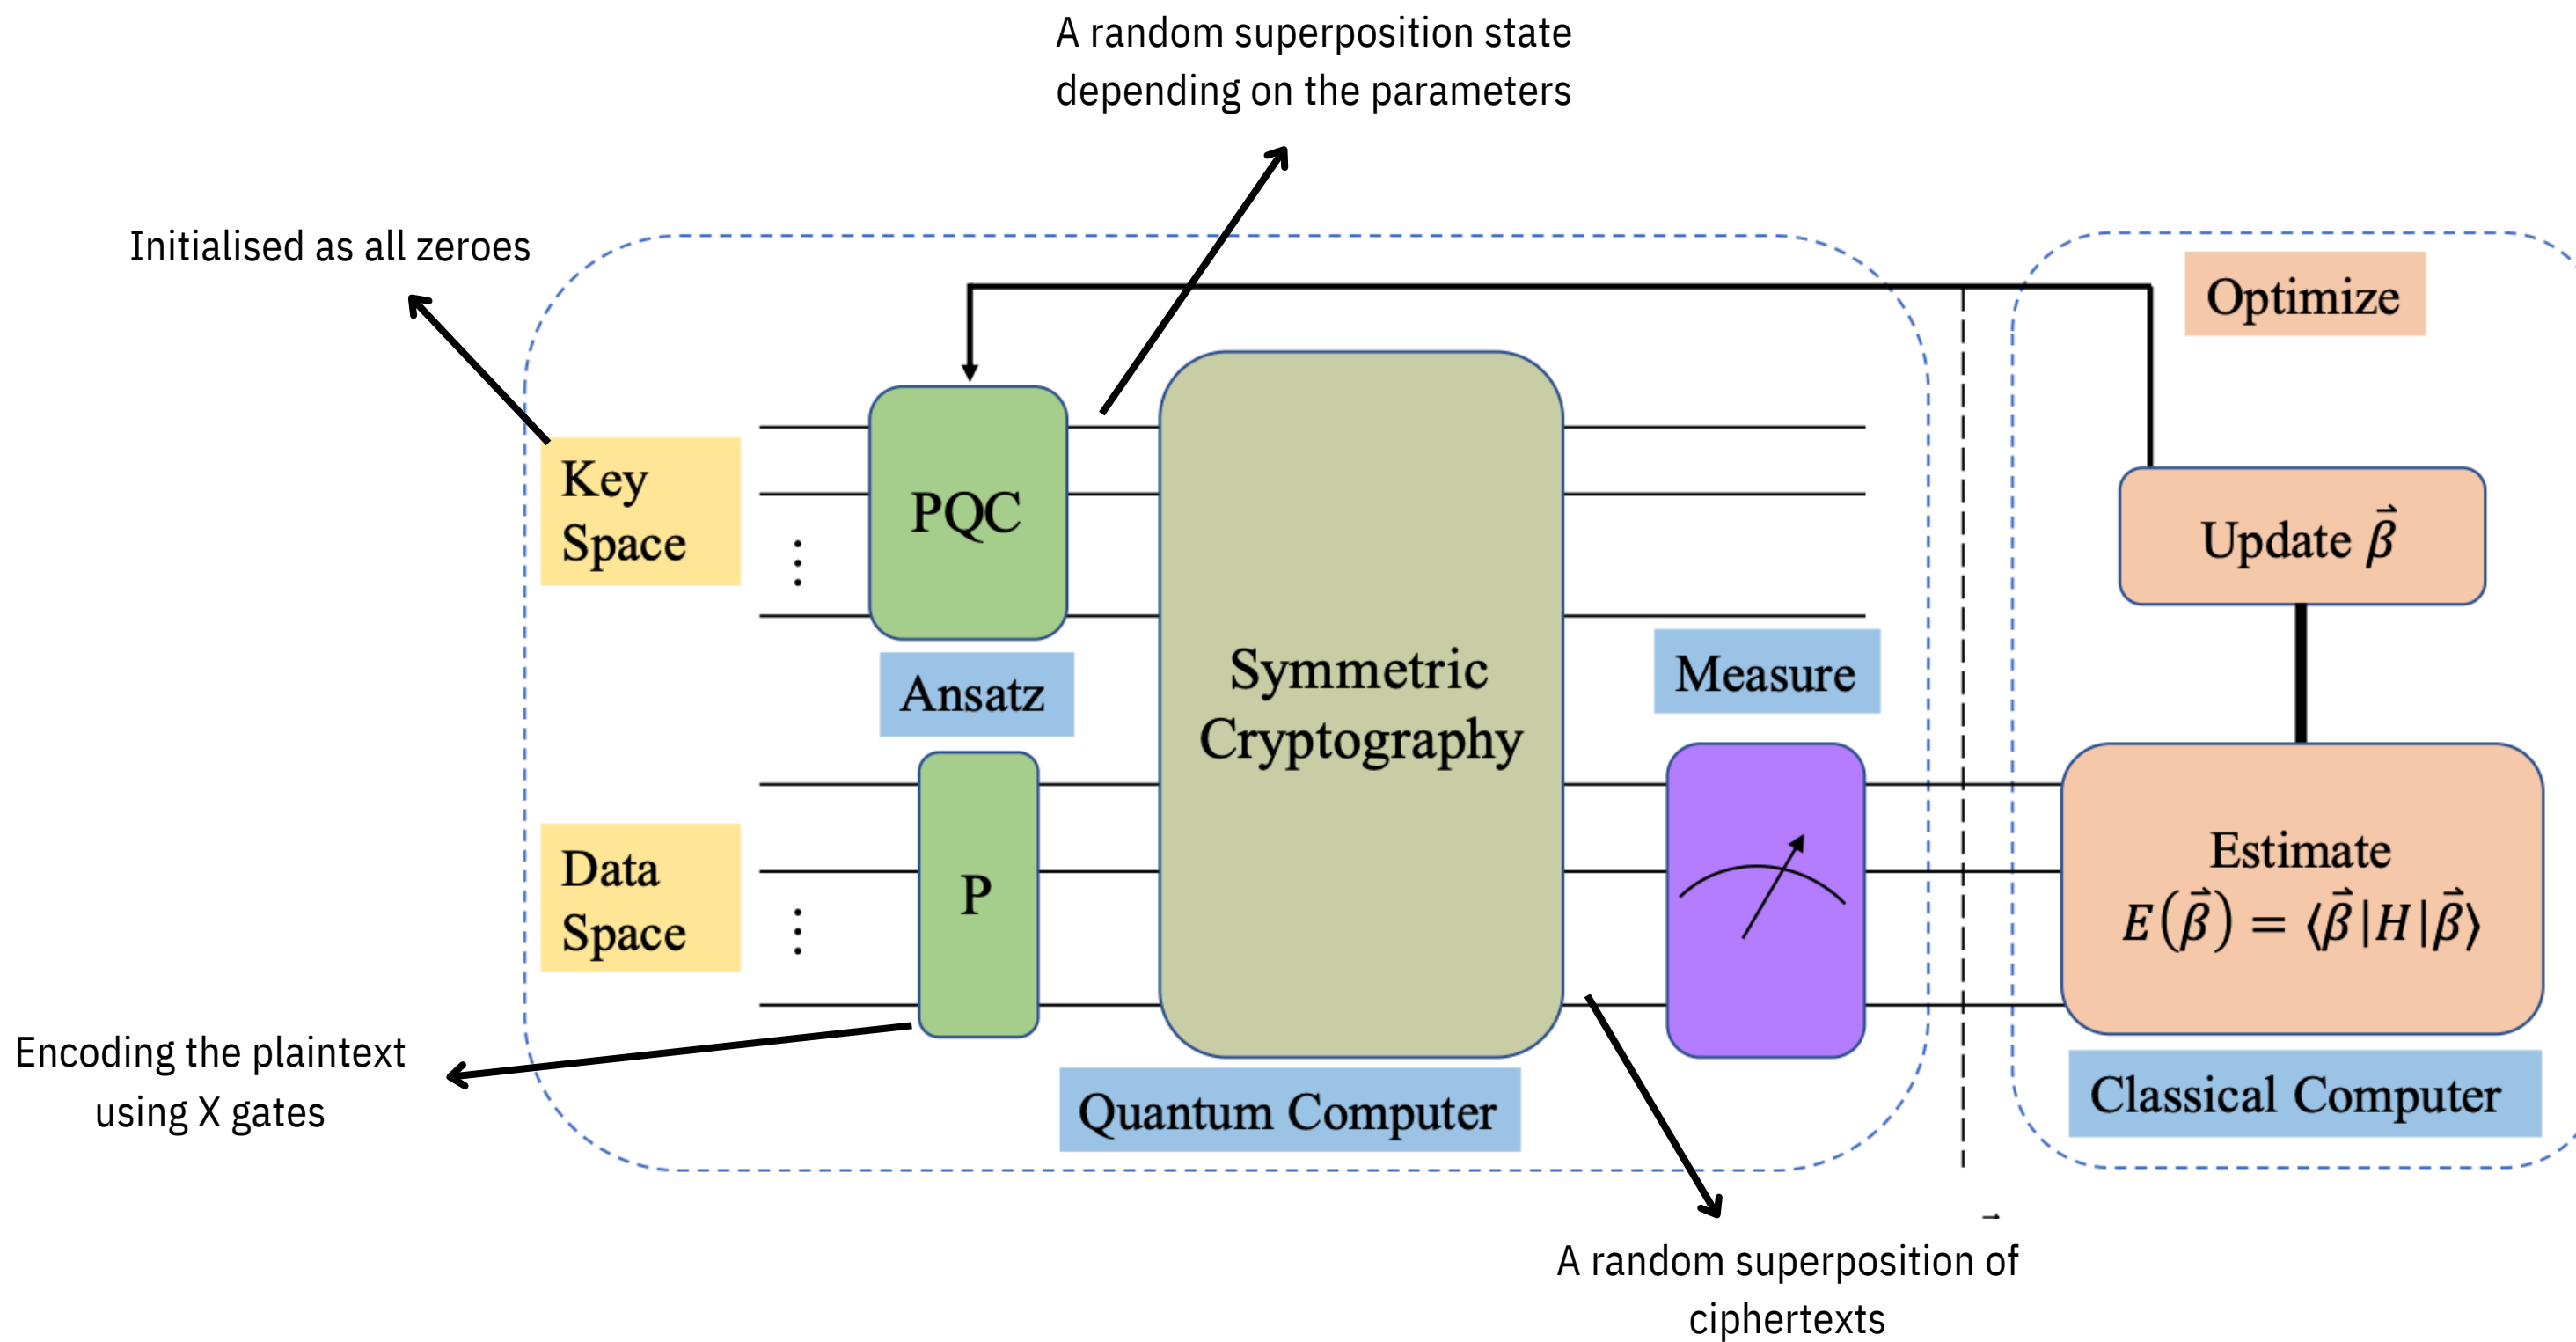 A random superposition state
depending on the parameters
Initialised as all zeroes
Optimize
Key
Space
PQC
Update β⃗
Ansatz
Symmetric
Cryptography
Measure
Data
Space
P
Estimate
E(β⃗) = ⟨β⃗|H|β⃗⟩
Encoding the plaintext
using X gates
Quantum Computer
Classical Computer
A random superposition of
ciphertexts